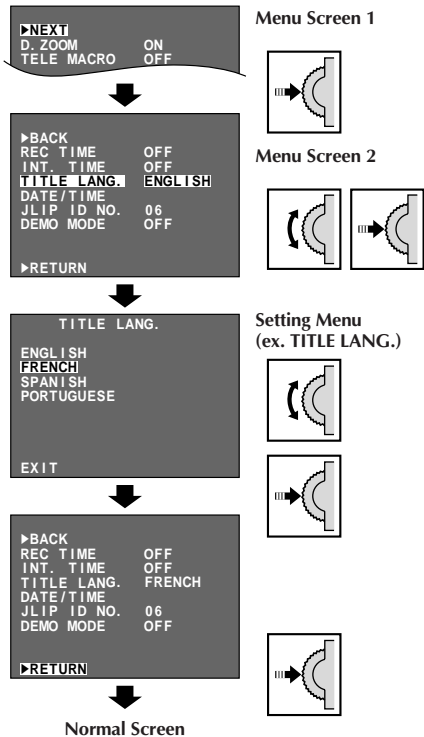 ▶NEXT
D. ZOOM ON
TELE MACRO OFF
Menu Screen 1
▶BACK
REC TIME OFF
INT. TIME OFF
TITLE LANG. ENGLISH
DATE/TIME
JLIP ID NO. 06
DEMO MODE OFF
▶RETURN
Menu Screen 2
TITLE LANG.
ENGLISH
FRENCH
SPANISH
PORTUGUESE
EXIT
Setting Menu
(ex. TITLE LANG.)
▶BACK
REC TIME OFF
INT. TIME OFF
TITLE LANG. FRENCH
DATE/TIME
JLIP ID NO. 06
DEMO MODE OFF
▶RETURN
Normal Screen